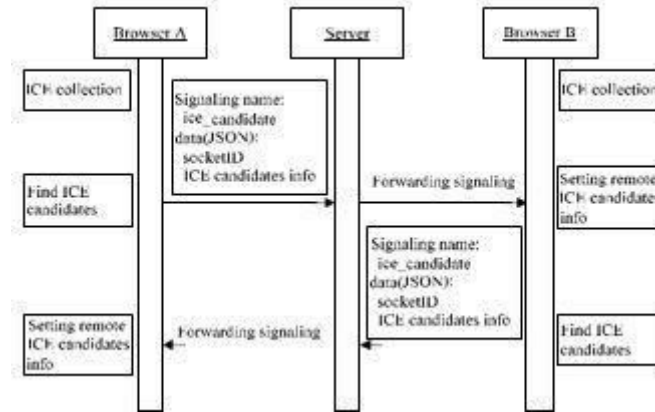 Browser A
Server
Browser B
ICE collection
Signaling name:
ice_candidate
data(JSON):
socketID
ICE candidates info
ICE collection
Find ICE
candidates
Forwarding signaling
Setting remote
ICE candidates
info
Signaling name:
ice_candidate
data(JSON):
socketID
ICE candidates info
Setting remote
ICE candidates
info
Forwarding signaling
Find ICE
candidates